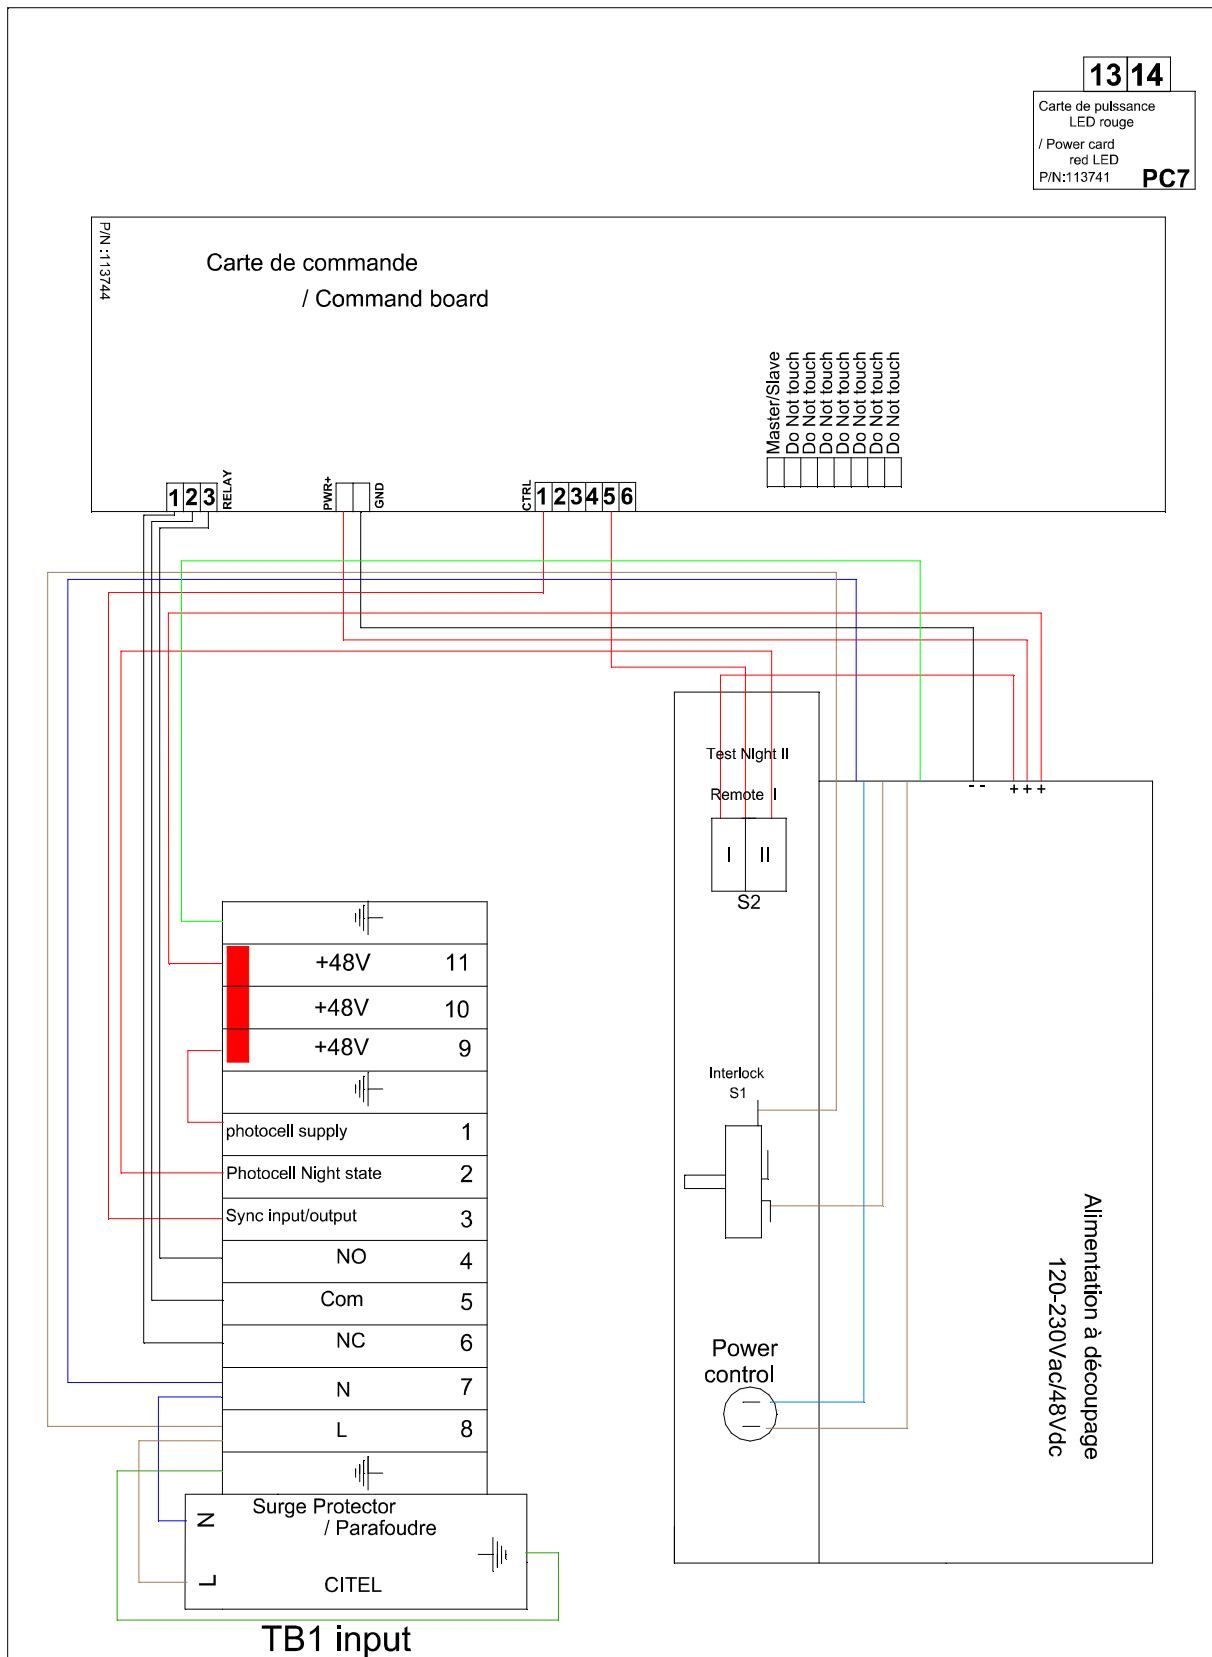 13 14
Carte de puissance
LED rouge
/ Power card
red LED
P/N:113741 PC7
P/N :113744
Carte de commande
/ Command board
Master/Slave
Do Not touch
Do Not touch
Do Not touch
Do Not touch
Do Not touch
Do Not touch
Do Not touch
1 2 3 RELAY
PWR+ GND
CTRL 1 2 3 4 5 6
Test Night II
Remote I
- - + + +
I II
S2
+48V 11
+48V 10
+48V 9
Interlock
S1
photocell supply 1
Photocell Night state 2
Sync input/output 3
NO 4
Com 5
NC 6
N 7
L 8
Power
control
Alimentation à découpage
120-230Vac/48Vdc
Surge Protector
/ Parafoudre
N
L
CITEL
TB1 input